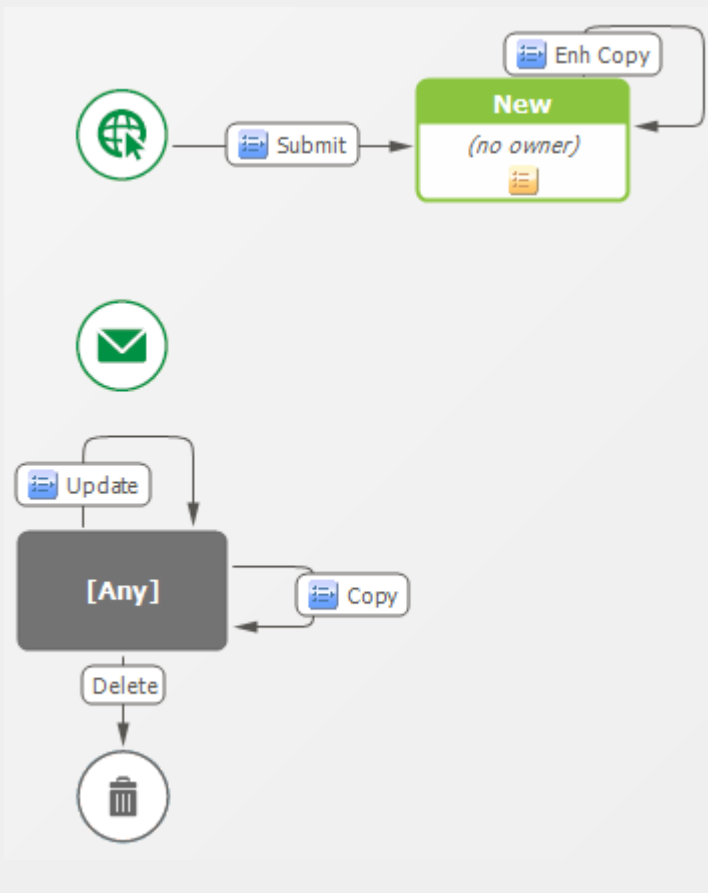 Enh Copy
New
Submit
(no owner)
Update
[Any]
Copy
Delete